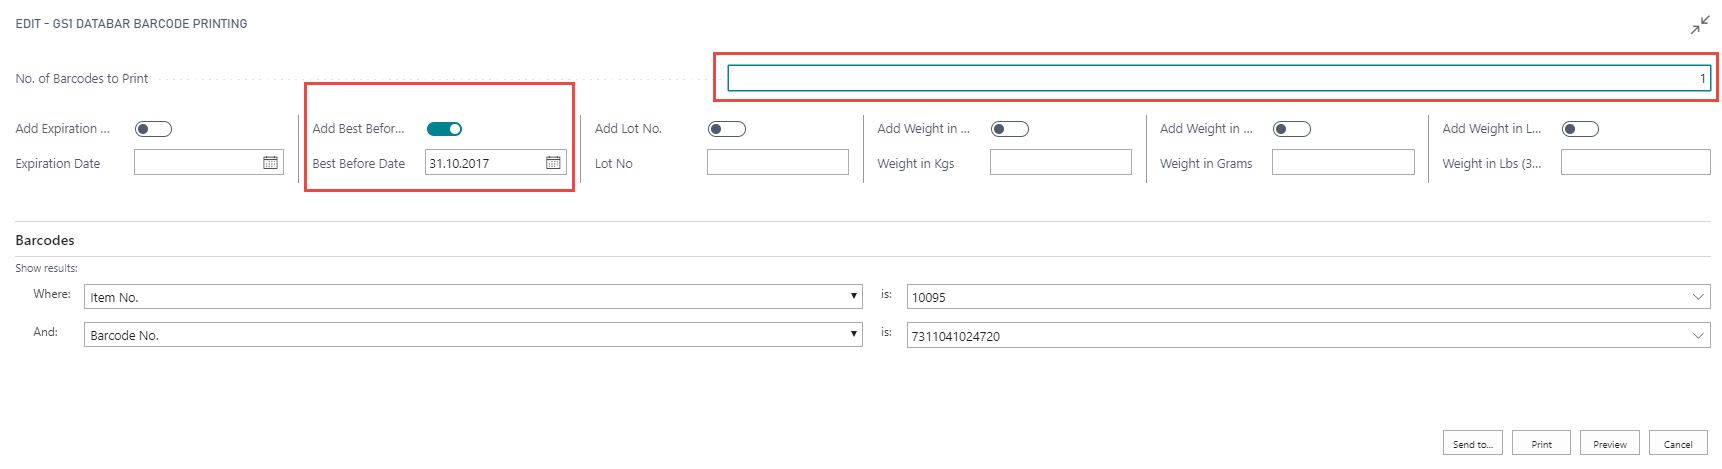 EDIT - GS1 DATABAR BARCODE PRINTING
No. of Barcodes to Print 1
Add Expiration ... Add Best Befor... Add Lot No. Add Weight in ... Add Weight in ... Add Weight in L...
Expiration Date Best Before Date 31.10.2017 Lot No Weight in Kgs Weight in Grams Weight in Lbs (3...
Barcodes
Show results:
Where: Item No. is: 10095
And: Barcode No. is: 7311041024720
Send to... Print Preview Cancel